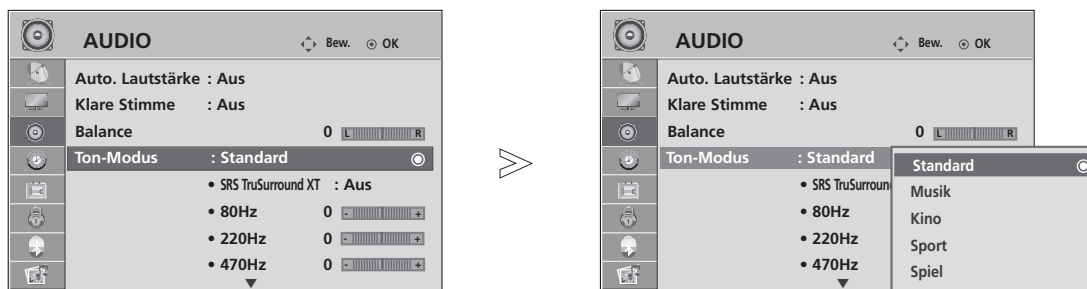 AUDIO
Bew. OK
Auto. Lautstärke : Aus
Klare Stimme : Aus
Balance 0 L R
Ton-Modus : Standard
• SRS TruSurround XT : Aus
• 80Hz 0 - +
• 220Hz 0 - +
• 470Hz 0 - +
AUDIO
Bew. OK
Auto. Lautstärke : Aus
Klare Stimme : Aus
Balance 0 L R
Ton-Modus : Standard
• SRS TruSurroun
• 80Hz
• 220Hz
• 470Hz
Standard
Musik
Kino
Sport
Spiel